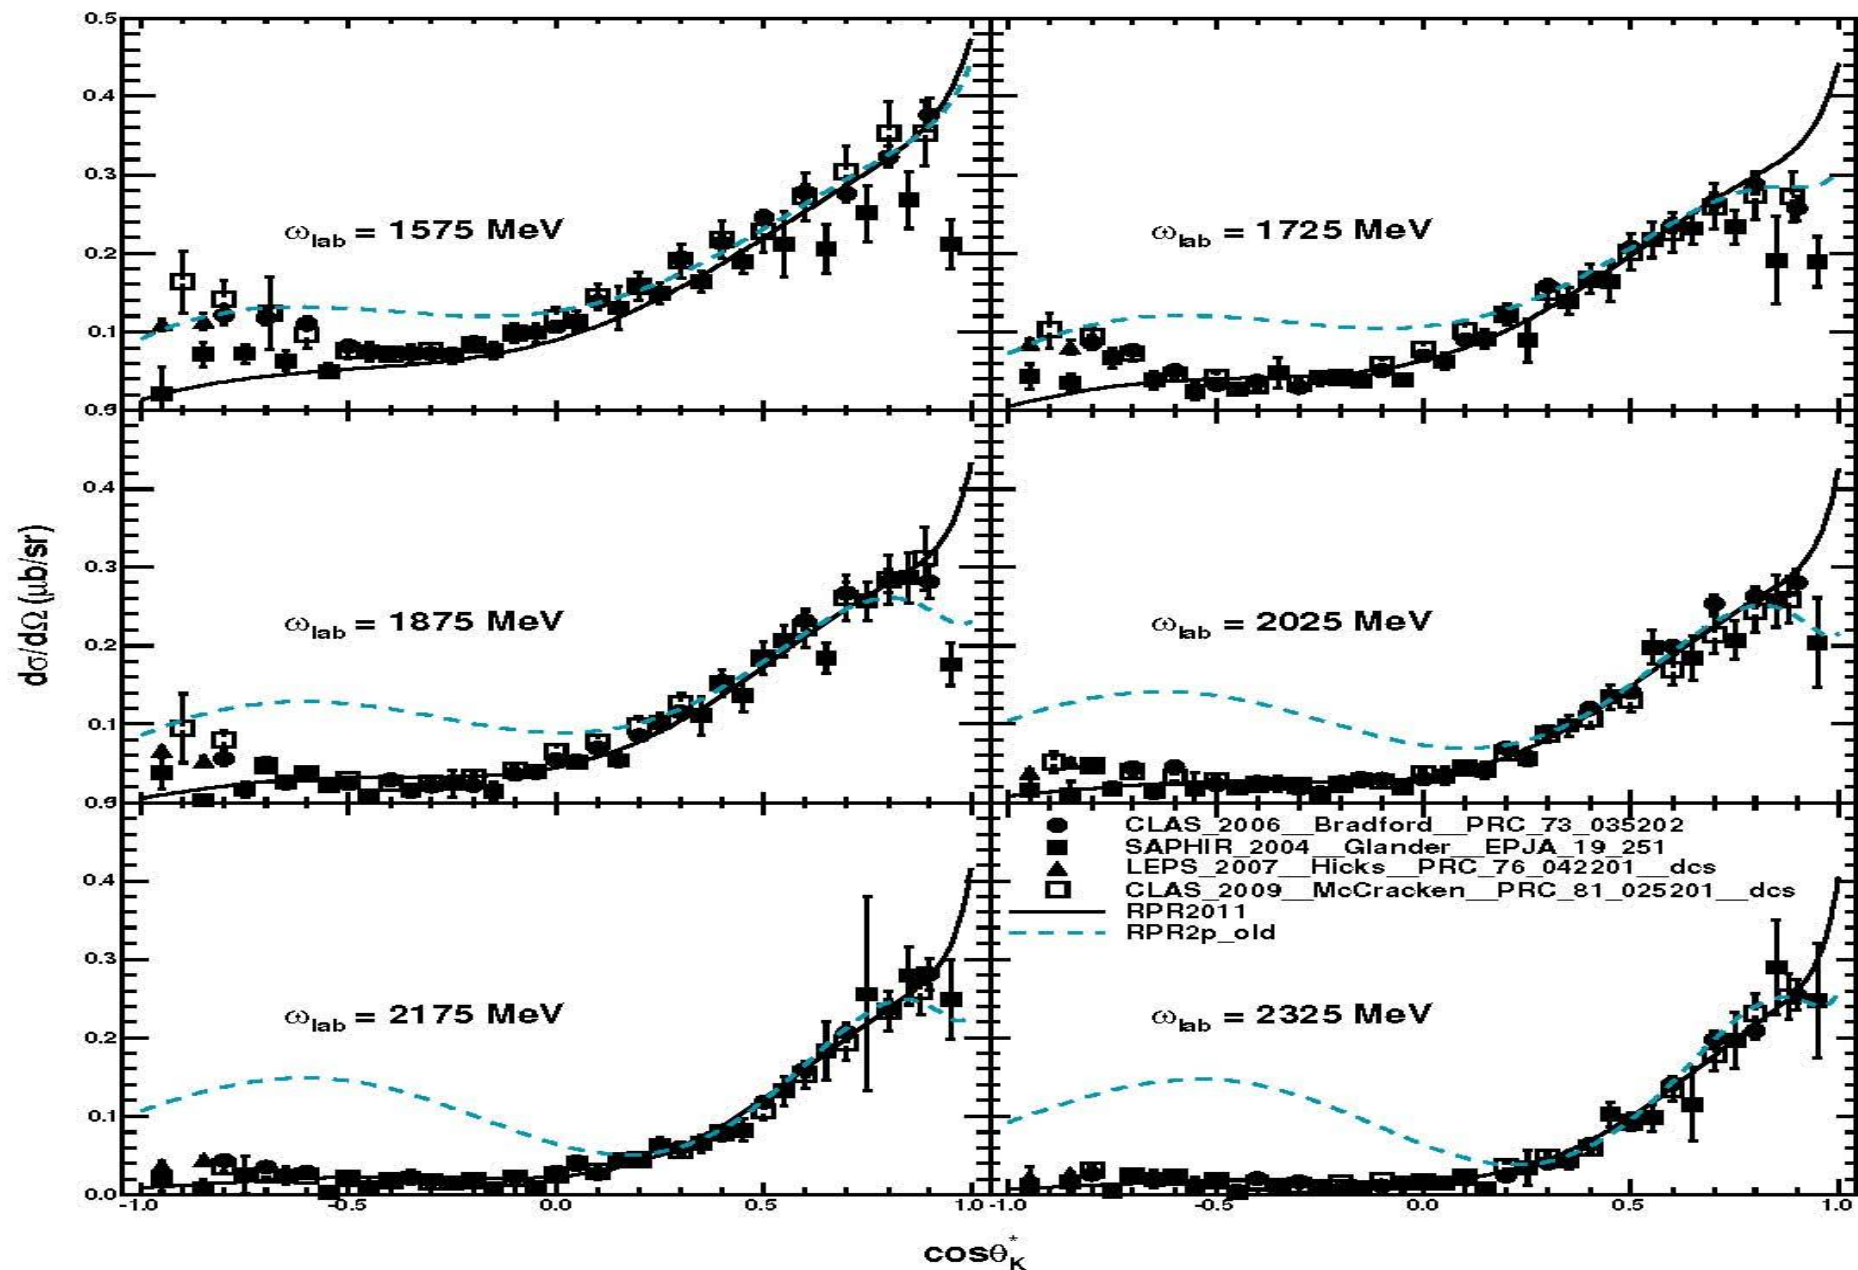 0.5
0.4
0.3
0.2
0.1
0.0
ω_lab = 1575 MeV
ω_lab = 1725 MeV
0.4
0.3
0.2
0.1
0.0
ω_lab = 1875 MeV
ω_lab = 2025 MeV
dσ/dΩ (μb/sr)
CLAS_2006__Bradford__PRC_73_035202
SAPHIR_2004__Glander__EPJA_19_251
LEPS_2007__Hicks__PRC_76_042201__dcs
CLAS_2009__McCracken__PRC_81_025201__dcs
RPR2011
RPR2p_old
0.4
0.3
0.2
0.1
0.0
ω_lab = 2175 MeV
ω_lab = 2325 MeV
-1.0 -0.5 0.0 0.5 1.0 -1.0 -0.5 0.0 0.5 1.0
cosθ*_K